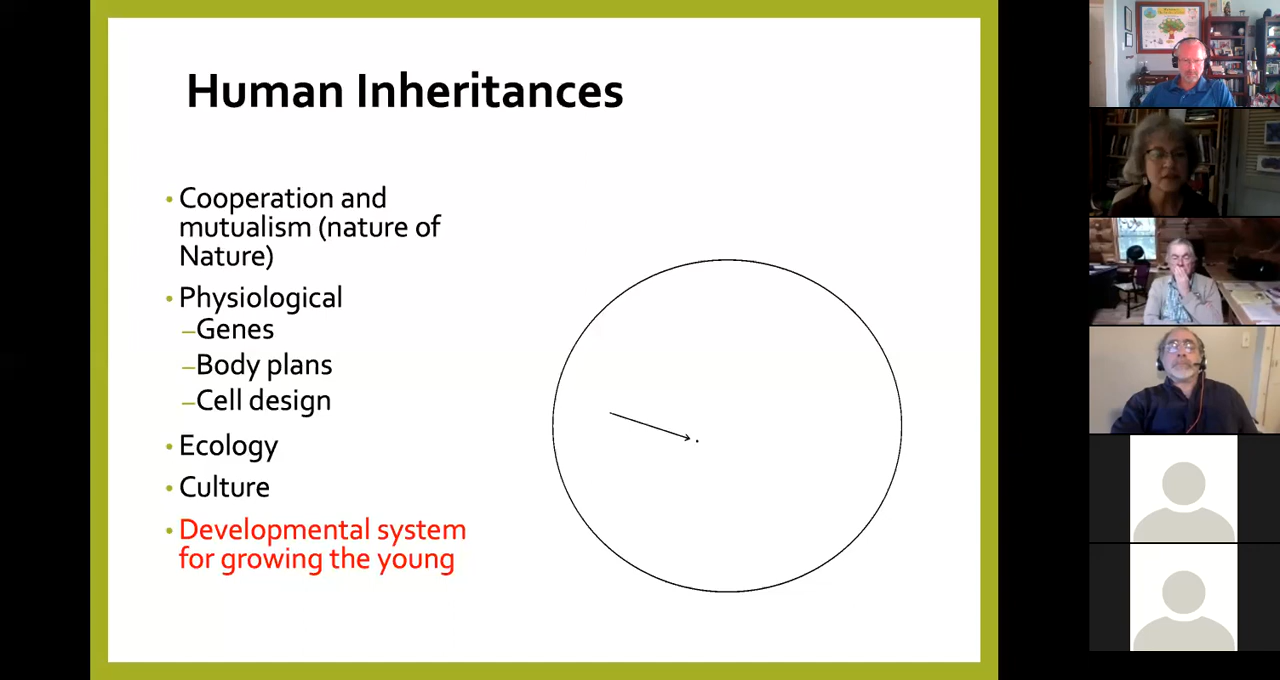 Human Inheritances
• Cooperation and
mutualism (nature of
Nature)
• Physiological
–Genes
–Body plans
–Cell design
• Ecology
• Culture
• Developmental system
for growing the young